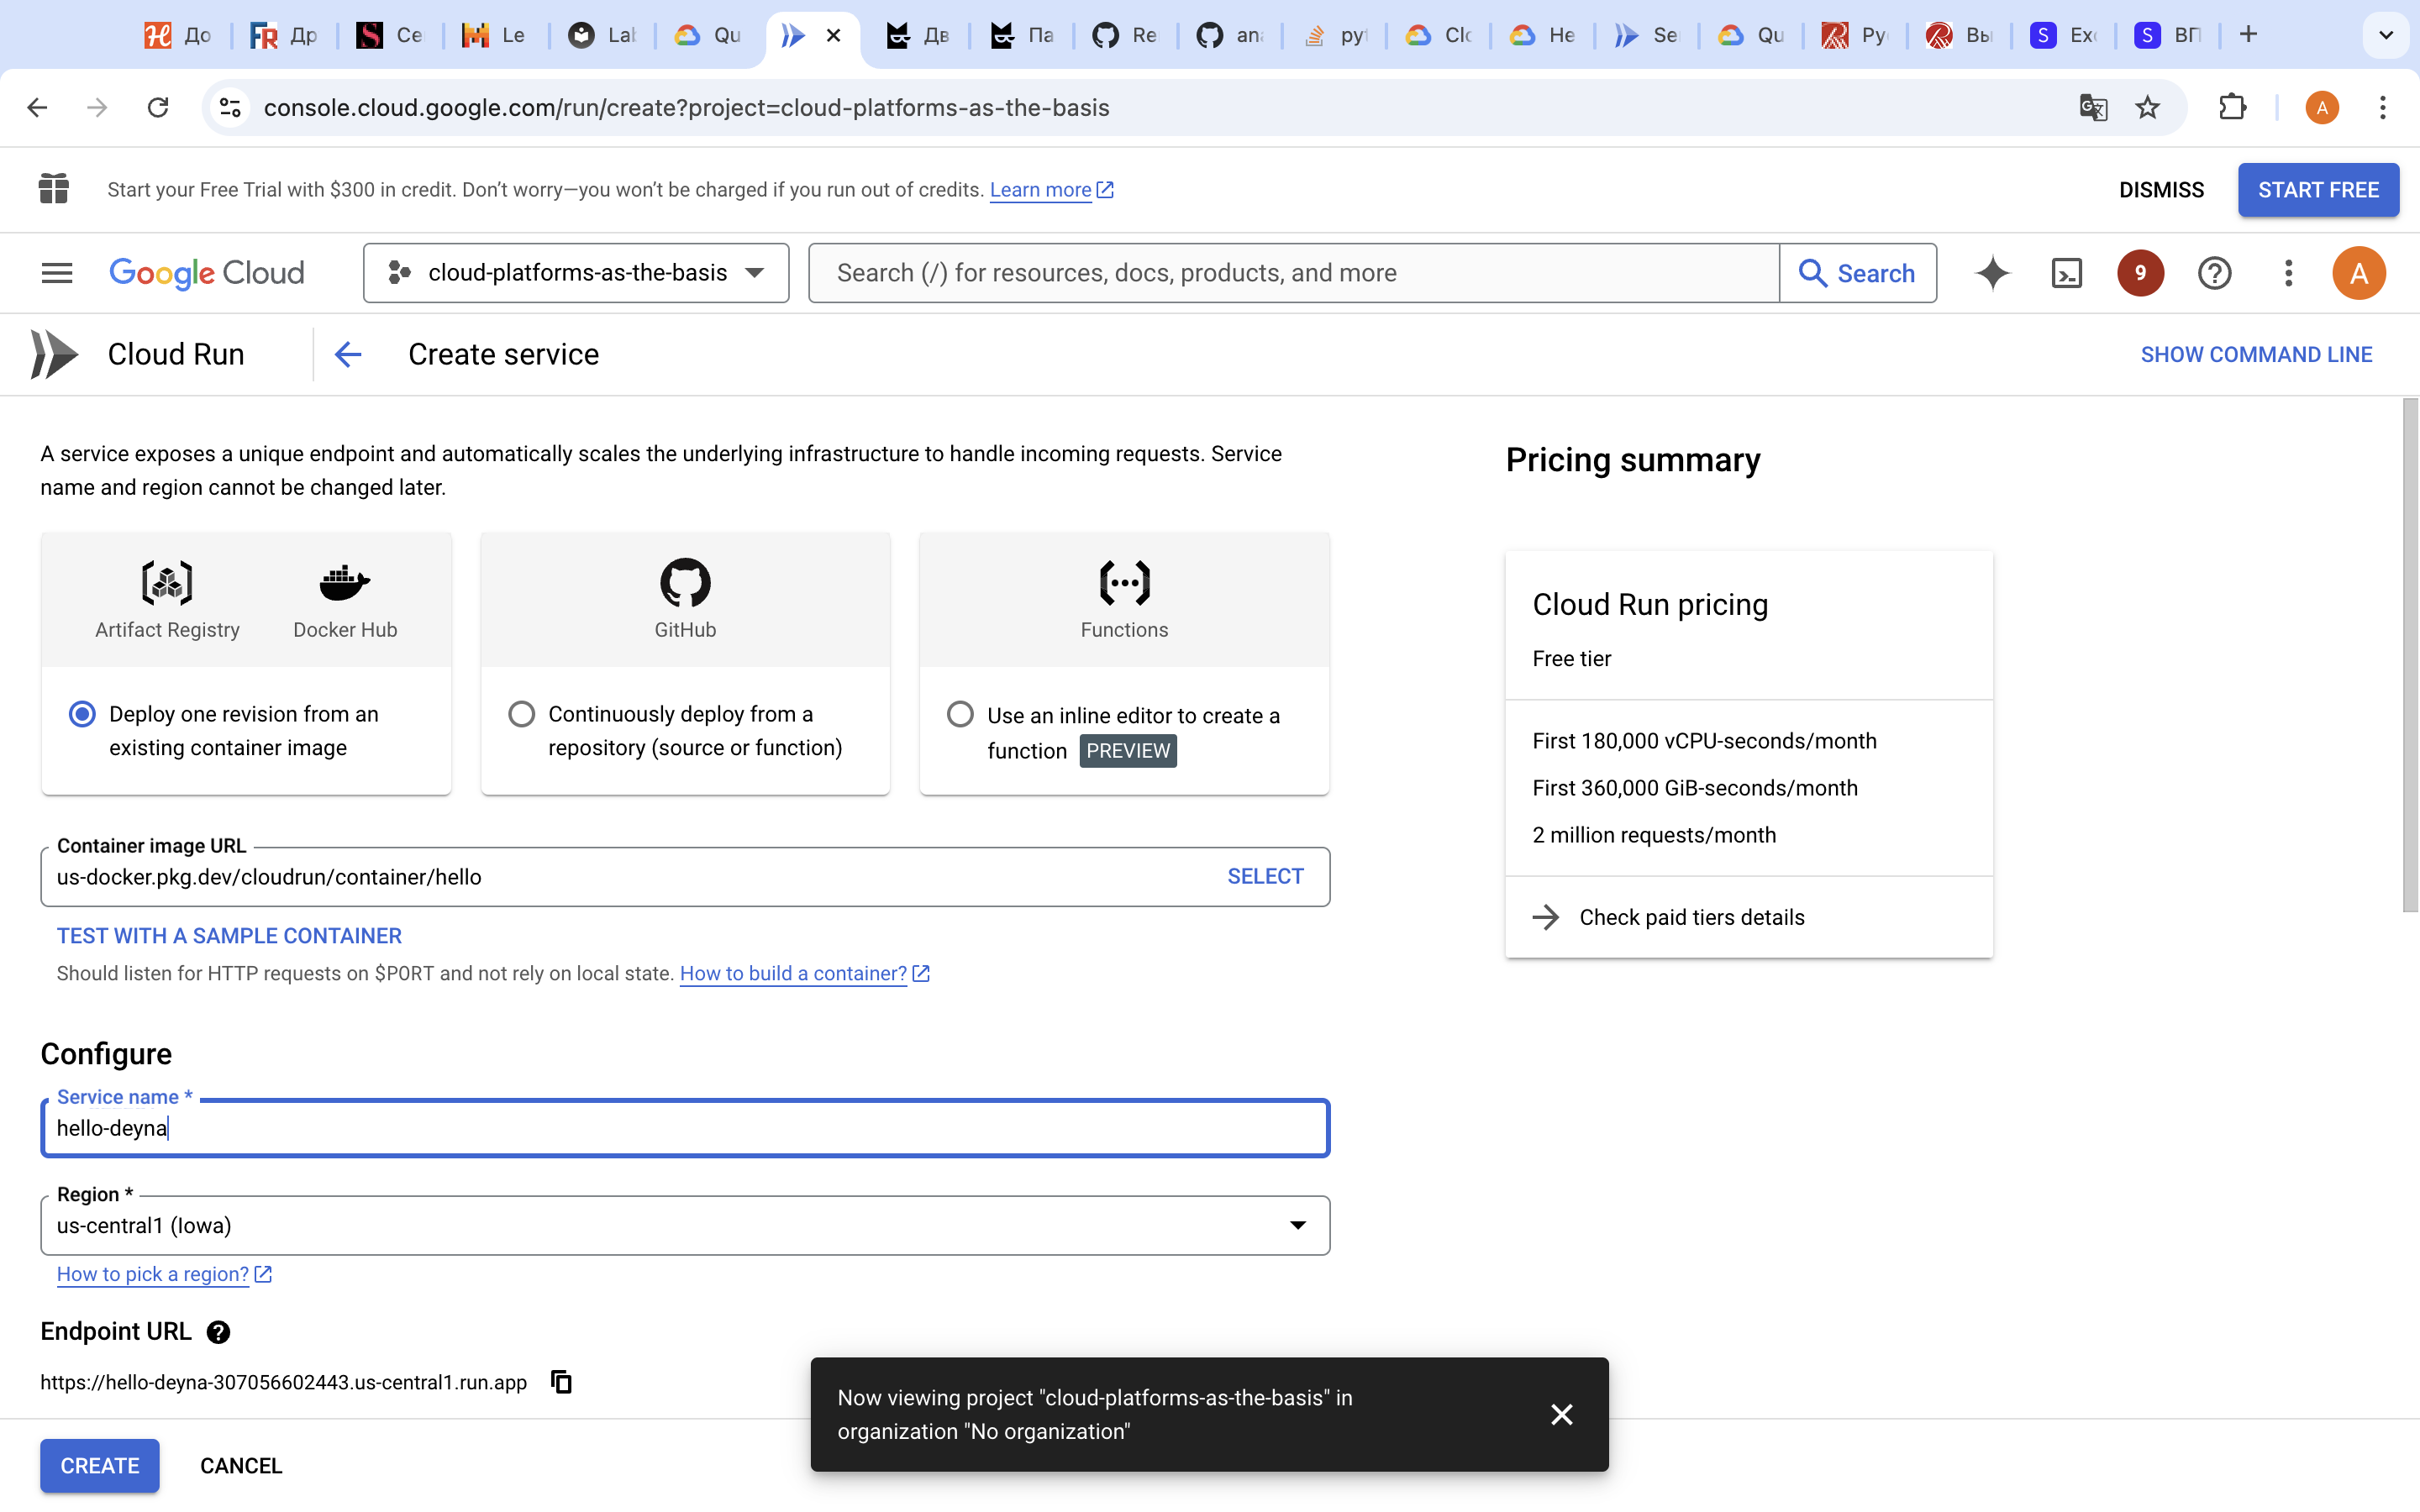 До
Др
Се
Le
Lab
Qu
Дв
Па
Re
ana
pyt
Clo
He
Se
Qu
Ру
Вы
Exc
ВП
console.cloud.google.com/run/create?project=cloud-platforms-as-the-basis
A
Start your Free Trial with $300 in credit. Don't worry—you won't be charged if you run out of credits. Learn more
DISMISS
START FREE
Google Cloud
cloud-platforms-as-the-basis
Search (/) for resources, docs, products, and more
Search
9
A
Cloud Run
Create service
SHOW COMMAND LINE
A service exposes a unique endpoint and automatically scales the underlying infrastructure to handle incoming requests. Service
name and region cannot be changed later.
Artifact Registry
Docker Hub
GitHub
Functions
Deploy one revision from an
existing container image
Continuously deploy from a
repository (source or function)
Use an inline editor to create a
function PREVIEW
Container image URL
us-docker.pkg.dev/cloudrun/container/hello
SELECT
TEST WITH A SAMPLE CONTAINER
Should listen for HTTP requests on $PORT and not rely on local state. How to build a container?
Configure
Service name *
hello-deyna
Region *
us-central1 (Iowa)
How to pick a region?
Endpoint URL
https://hello-deyna-307056602443.us-central1.run.app
CREATE
CANCEL
Pricing summary
Cloud Run pricing
Free tier
First 180,000 vCPU-seconds/month
First 360,000 GiB-seconds/month
2 million requests/month
Check paid tiers details
Now viewing project "cloud-platforms-as-the-basis" in
organization "No organization"